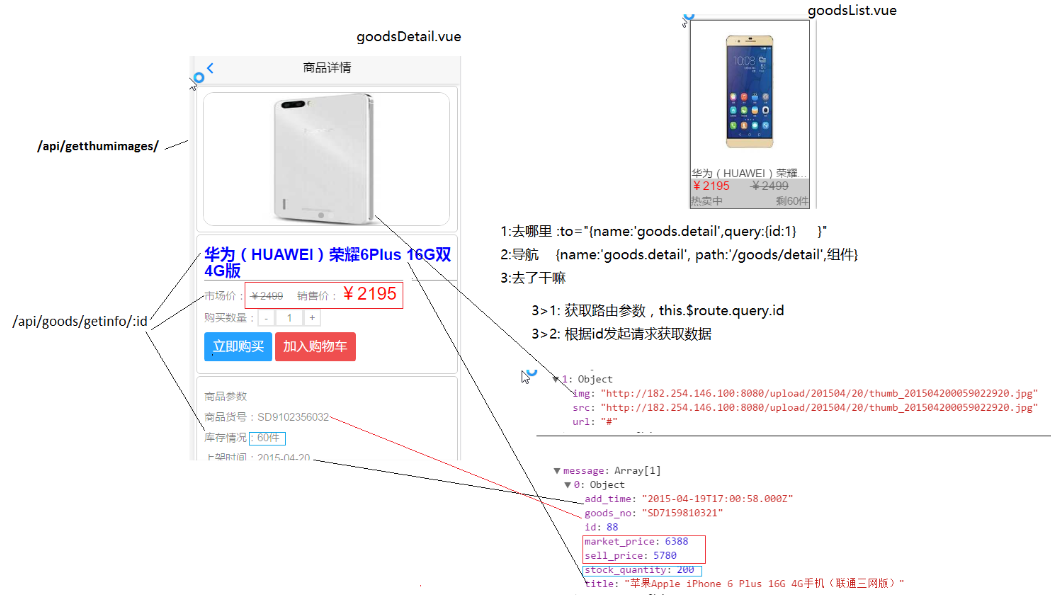 goodsList.vue
goodsDetail.vue
商品详情
/api/getthumimages/
华为（HUAWEI）荣耀...
￥2195 ￥2499
热卖中 剩60件
1:去哪里 :to="{name:'goods.detail',query:{id:1} }"
2:导航 {name:'goods.detail', path:'/goods/detail',组件}
3:去了干嘛
3>1: 获取路由参数，this.$route.query.id
3>2: 根据id发起请求获取数据
华为（HUAWEI）荣耀6Plus 16G双
4G版
市场价：￥2499 销售价：￥2195
/api/goods/getinfo/:id
购买数量： - 1 +
立即购买 加入购物车
商品参数
商品货号：SD9102356032
库存情况：60件
上架时间：2015-04-20
▼1: Object
img: "http://182.254.146.100:8080/upload/201504/20/thumb_201504200059022920.jpg"
src: "http://182.254.146.100:8080/upload/201504/20/thumb_201504200059022920.jpg"
url: "#"
▼message: Array[1]
▼0: Object
add_time: "2015-04-19T17:00:58.000Z"
goods_no: "SD7159810321"
id: 88
market_price: 6388
sell_price: 5780
stock_quantity: 200
title: "苹果Apple iPhone 6 Plus 16G 4G手机（联通三网版）"